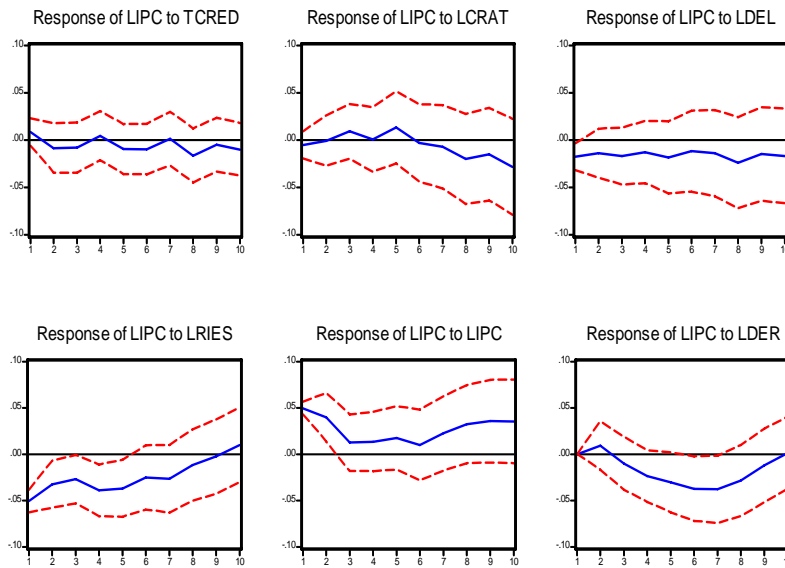 Response of LIPC to TCRED
Response of LIPC to LCRAT
Response of LIPC to LDEL
.10
.05
.00
-.05
-.10
1 2 3 4 5 6 7 8 9 10
.10
.05
.00
-.05
-.10
1 2 3 4 5 6 7 8 9 10
.10
.05
.00
-.05
-.10
1 2 3 4 5 6 7 8 9
Response of LIPC to LRIES
Response of LIPC to LIPC
Response of LIPC to LDER
.10
.05
.00
-.05
-.10
1 2 3 4 5 6 7 8 9 10
.10
.05
.00
-.05
-.10
1 2 3 4 5 6 7 8 9 10
.10
.05
.00
-.05
-.10
1 2 3 4 5 6 7 8 9